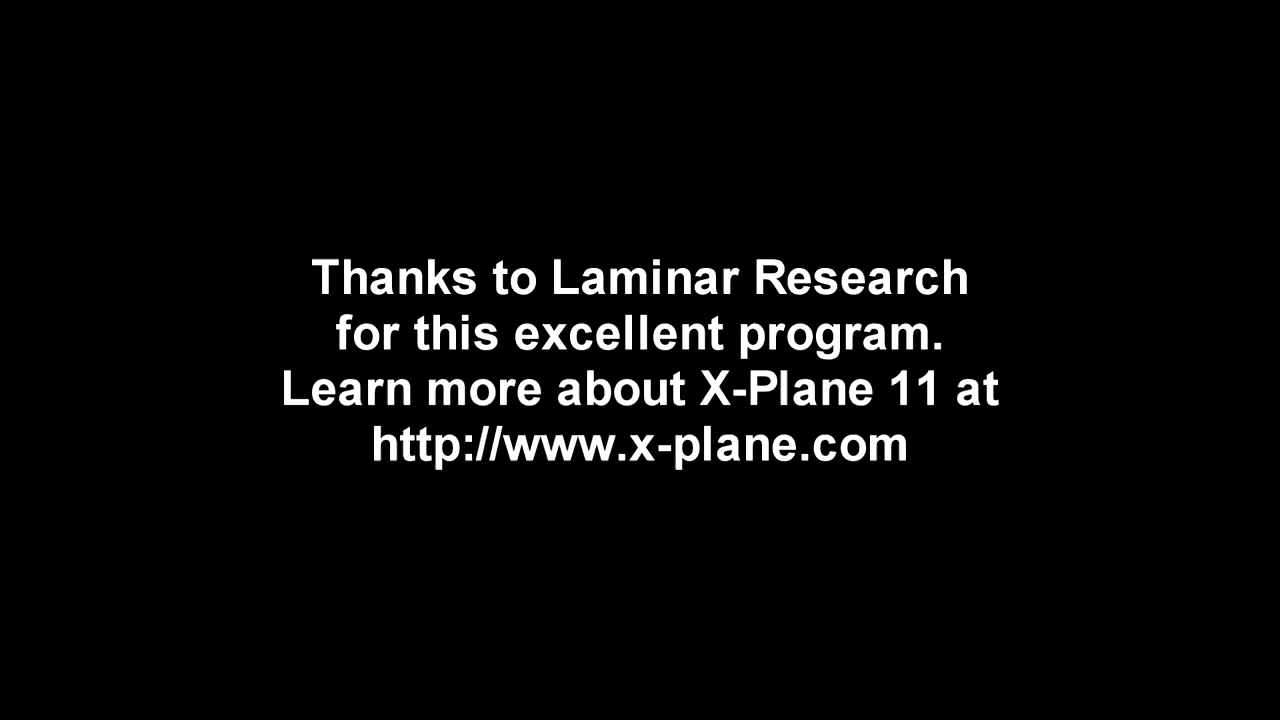 Thanks to Laminar Research
for this excellent program.
Learn more about X-Plane 11 at
http://www.x-plane.com